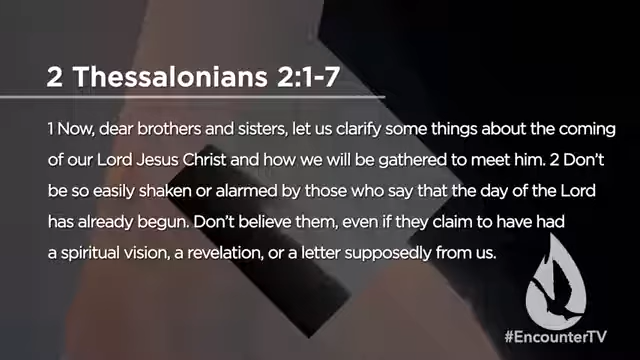 2 Thessalonians 2:1-7
1 Now, dear brothers and sisters, let us clarify some things about the coming
of our Lord Jesus Christ and how we will be gathered to meet him. 2 Don’t
be so easily shaken or alarmed by those who say that the day of the Lord
has already begun. Don’t believe them, even if they claim to have had
a spiritual vision, a revelation, or a letter supposedly from us.
#EncounterTV